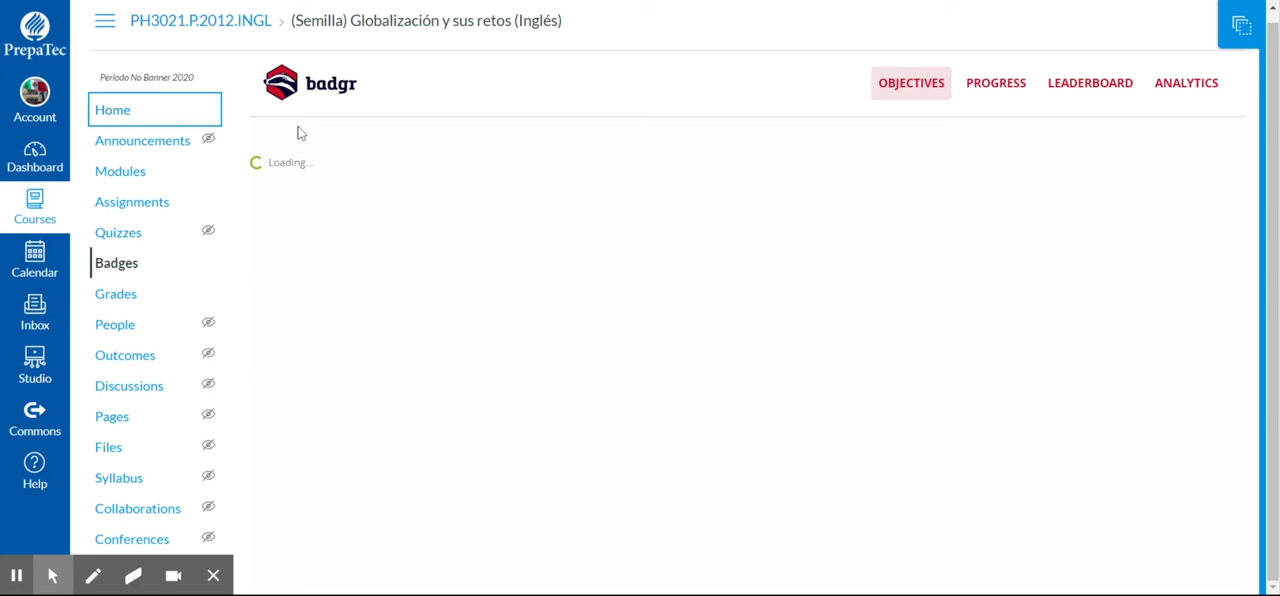 PrepaTec
Account
Dashboard
Courses
Calendar
Inbox
Studio
Commons
Help
PH3021.P.2012.INGL › (Semilla) Globalización y sus retos (Inglés)
Periodo No Banner 2020
Home
Announcements
Modules
Assignments
Quizzes
Badges
Grades
People
Outcomes
Discussions
Pages
Files
Syllabus
Collaborations
Conferences
badgr
OBJECTIVES PROGRESS LEADERBOARD ANALYTICS
Loading...